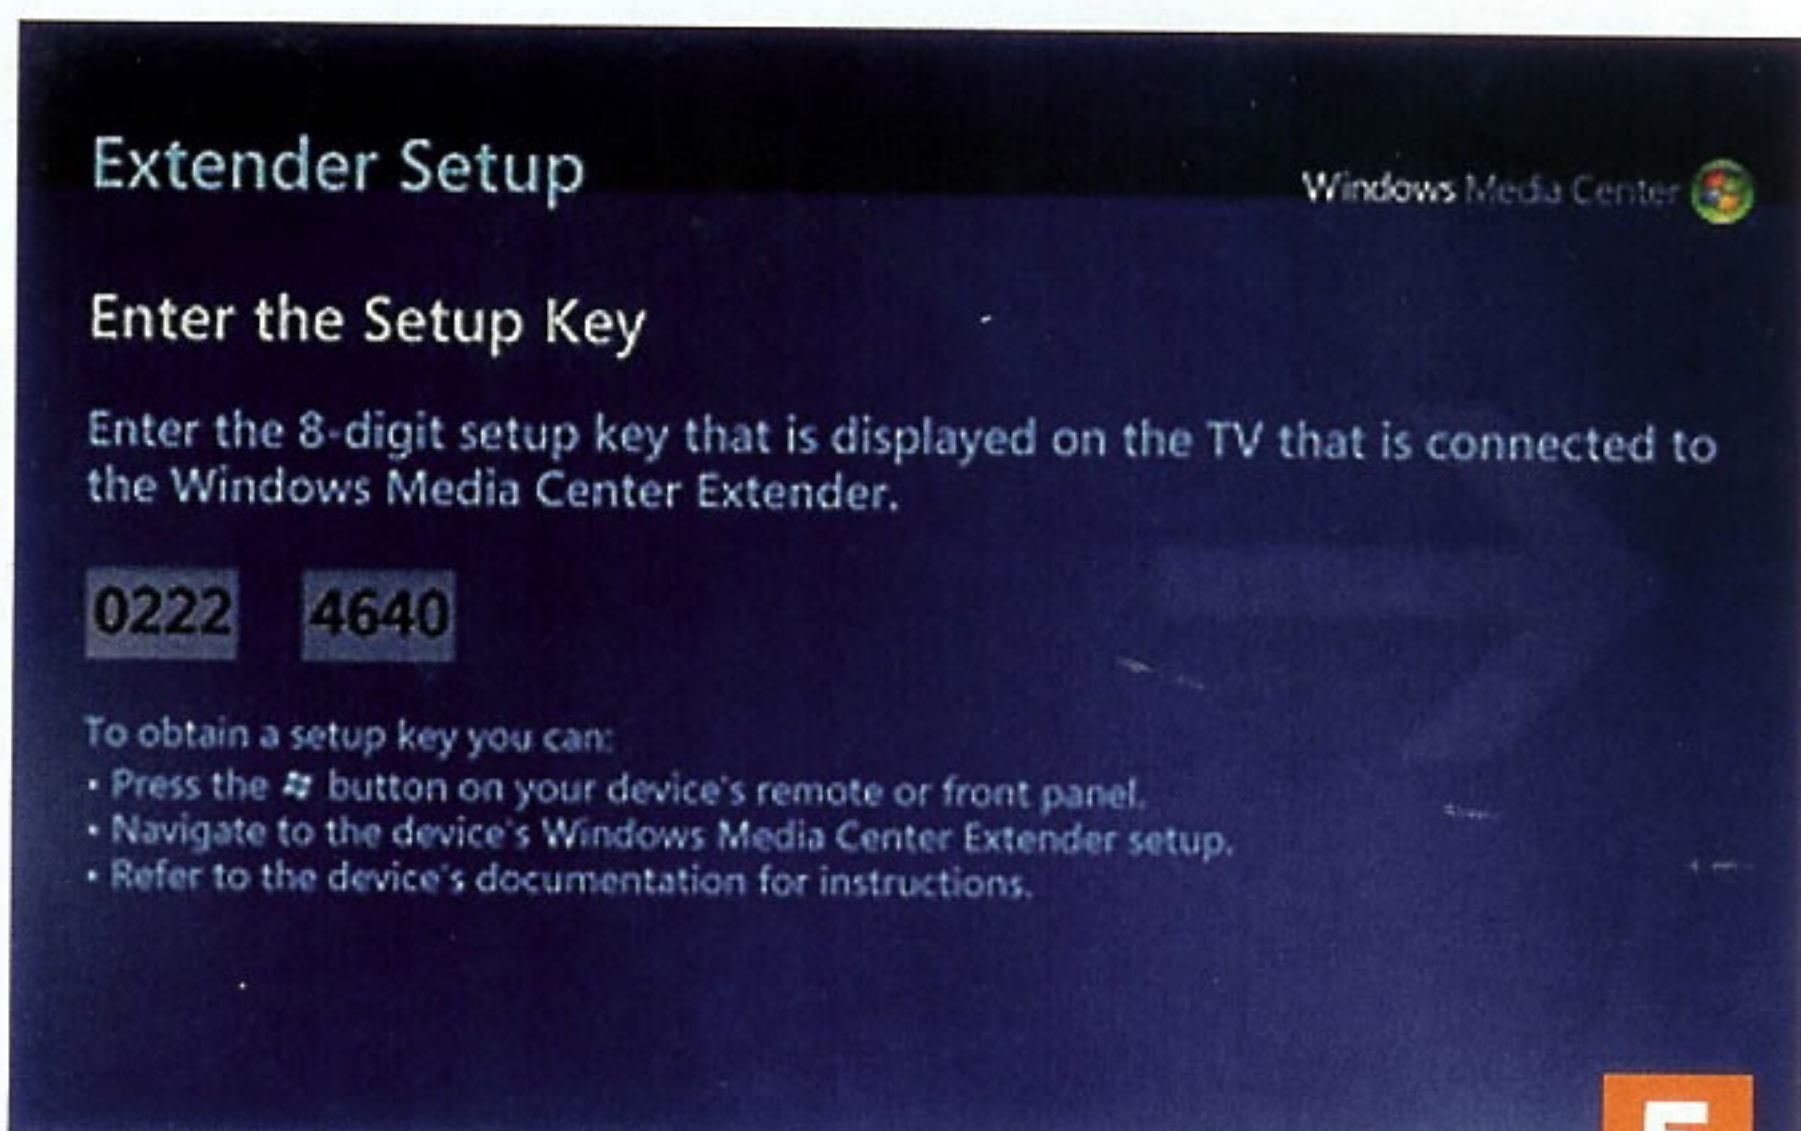 Extender Setup
Windows Media Center
Enter the Setup Key
Enter the 8-digit setup key that is displayed on the TV that is connected to
the Windows Media Center Extender.
0222 4640
To obtain a setup key you can:
• Press the button on your device's remote or front panel.
• Navigate to the device's Windows Media Center Extender setup.
• Refer to the device's documentation for instructions.